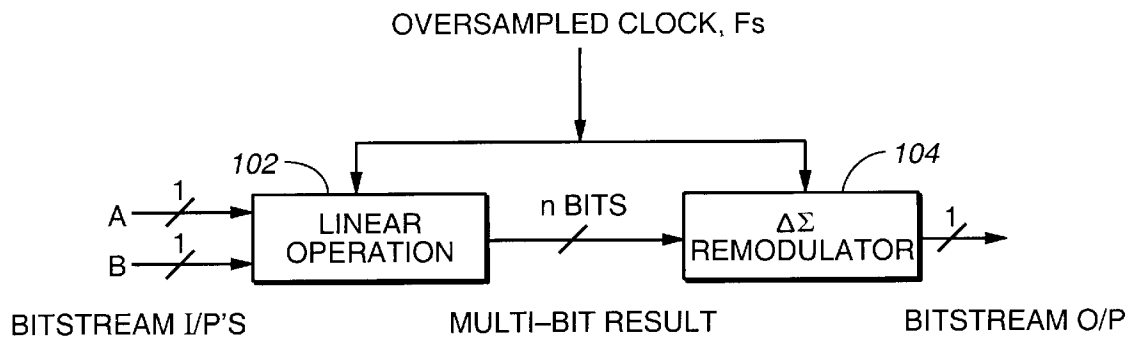 OVERSAMPLED CLOCK, Fs
102
104
A
1
B
1
LINEAR
OPERATION
n BITS
ΔΣ
REMODULATOR
1
BITSTREAM I/P'S
MULTI–BIT RESULT
BITSTREAM O/P